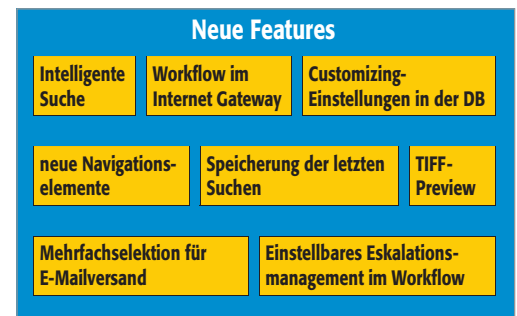 Neue Features
Intelligente
Suche
Workflow im
Internet Gateway
Customizing-
Einstellungen in der DB
neue Navigations-
elemente
Speicherung der letzten
Suchen
TIFF-
Preview
Mehrfachselektion für
E-Mailversand
Einstellbares Eskalations-
management im Workflow